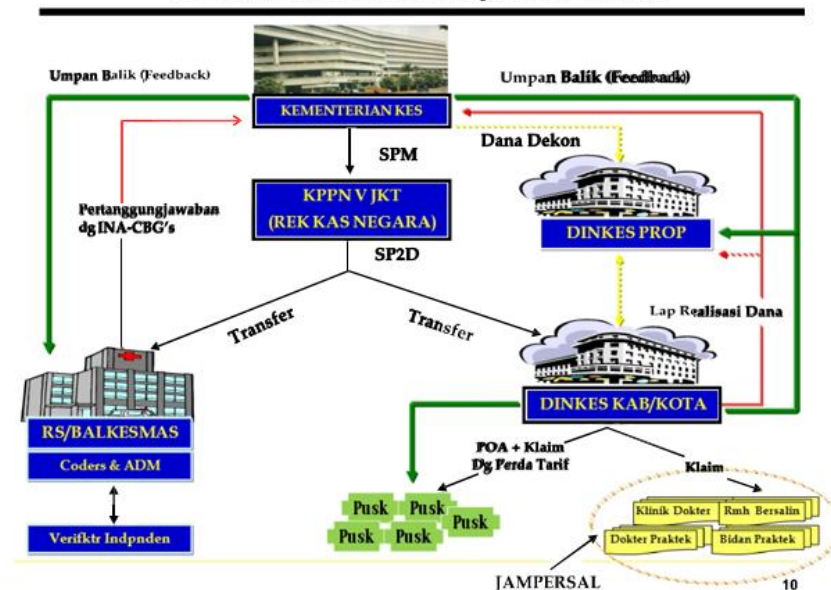 Umpan Balik (Feedback)
Umpan Balik (Feedback)
KEMENTERIAN KES
SPM
Dana Dekon
KPPN V JKT
(REK KAS NEGARA)
Pertanggungjawaban
dg INA-CBG's
DINKES PROP
SP2D
Transfer
Transfer
Lap Realisasi Dana
DINKES KAB/KOTA
RS/BALKESMAS
Coders & ADM
Verifktr Indpnden
POA + Klaim
Dg Perda Tarif
Klaim
Pusk
Pusk
Pusk
Pusk
Pusk
Klinik Dokter
Rmh Bersalin
Dokter Praktek
Bidan Praktek
JAMPERSAL
10